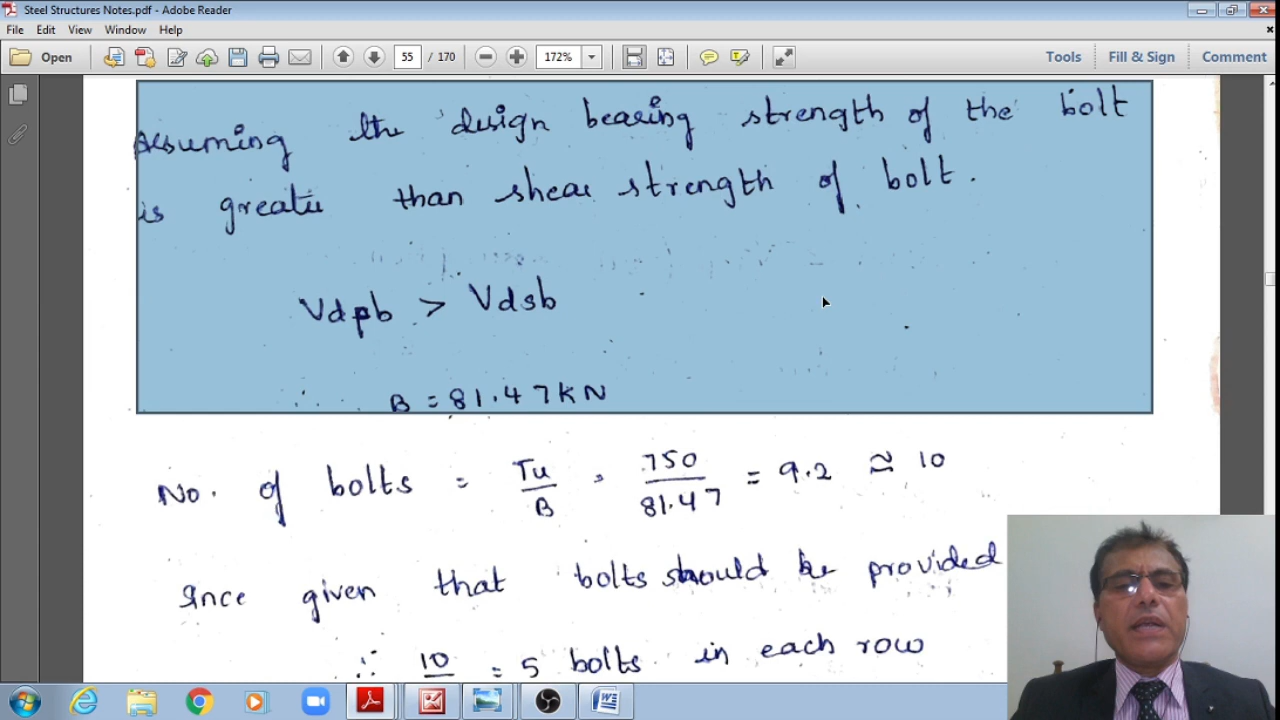 Steel Structures Notes.pdf - Adobe Reader
File Edit View Window Help
Open 55 / 170 172% Tools Fill & Sign Comment
Assuming the design bearing strength of the bolt
is greater than shear strength of bolt.
Vdpb > Vdsb
∴ B = 81.47KN
No. of bolts = Tu/B = 750/81.47 = 9.2 ≅ 10
Since given that bolts should be provided
∴ 10/ = 5 bolts in each row